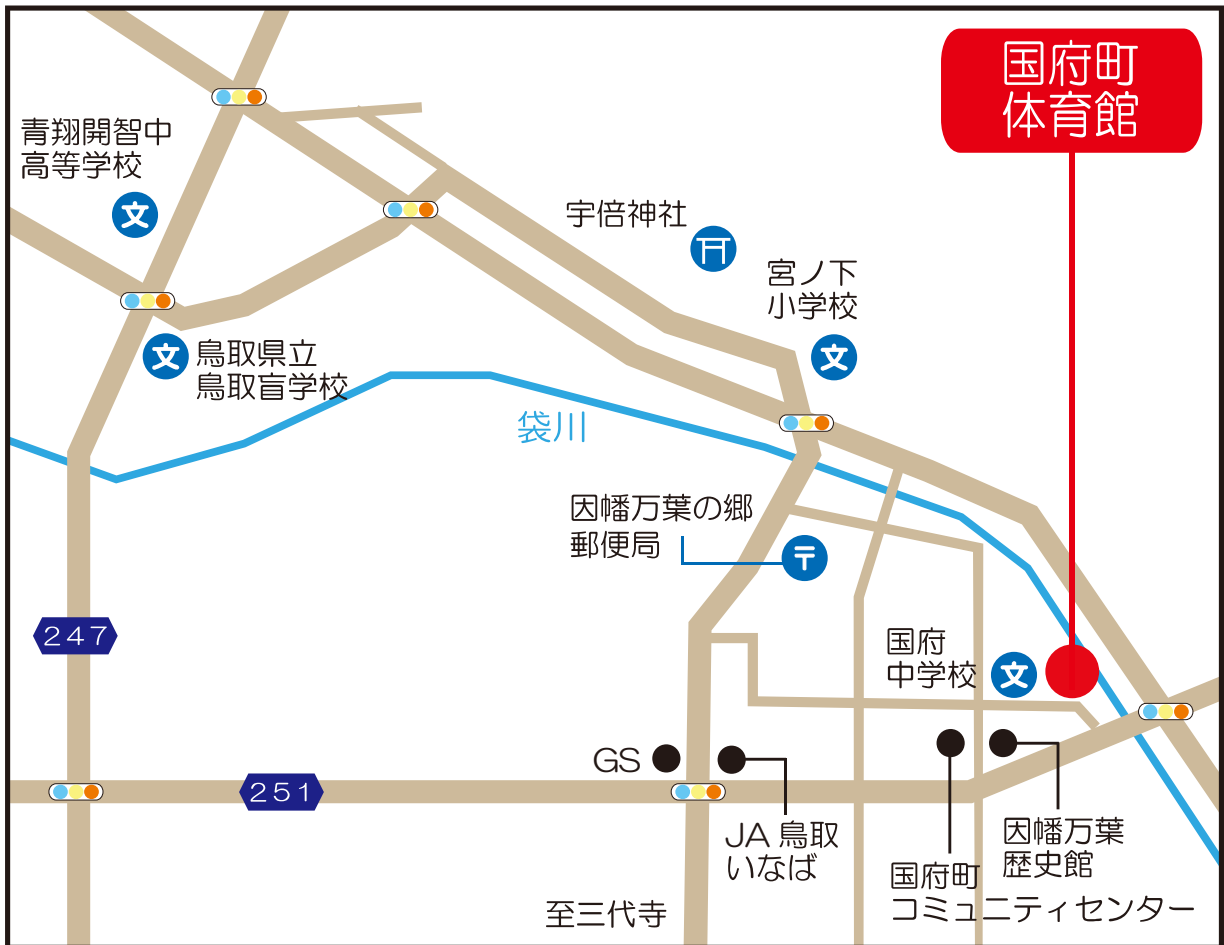 国府町
体育館
青翔開智中
高等学校
文
宇倍神社
宮ノ下
小学校
文
文
鳥取県立
鳥取盲学校
袋川
因幡万葉の郷
郵便局
〒
247
国府
中学校
文
GS
251
JA 鳥取
いなば
因幡万葉
歴史館
国府町
コミュニティセンター
至三代寺